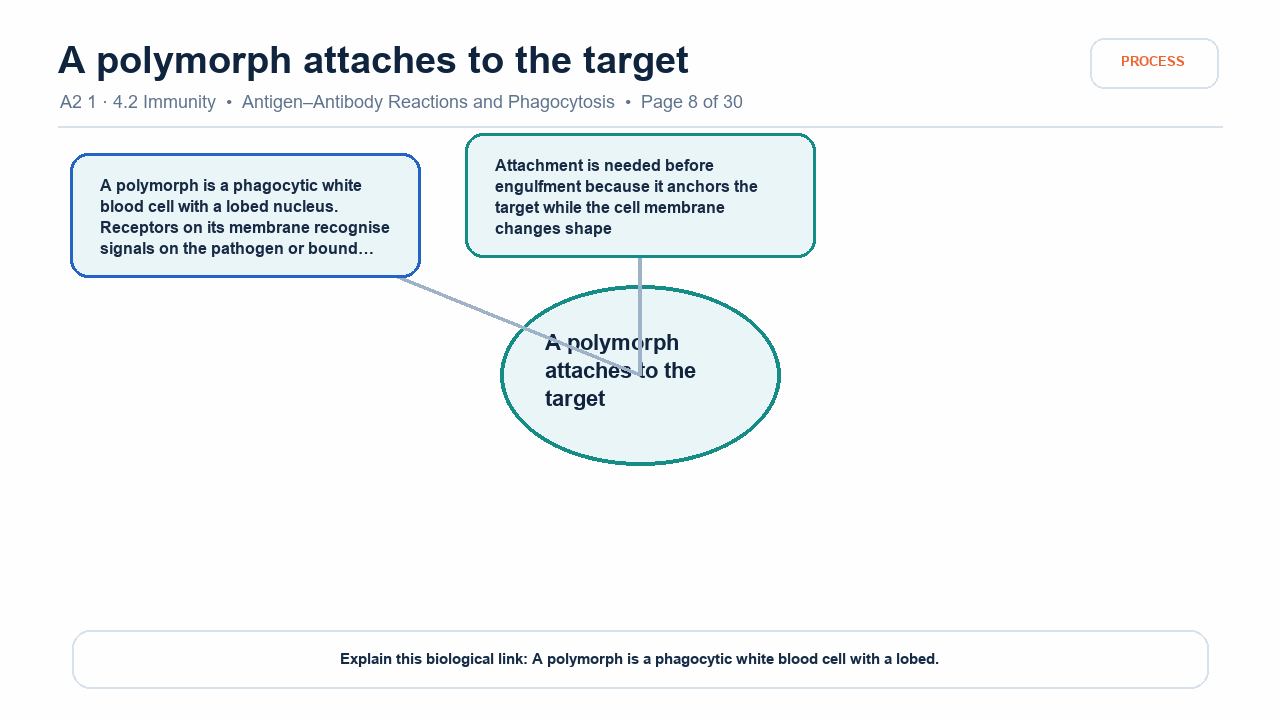 A polymorph attaches to the target
PROCESS
A2 1 · 4.2 Immunity • Antigen–Antibody Reactions and Phagocytosis • Page 8 of 30
A polymorph is a phagocytic white
blood cell with a lobed nucleus.
Receptors on its membrane recognise
signals on the pathogen or bound…
Attachment is needed before
engulfment because it anchors the
target while the cell membrane
changes shape
A polymorph
attaches to the
target
Explain this biological link: A polymorph is a phagocytic white blood cell with a lobed.